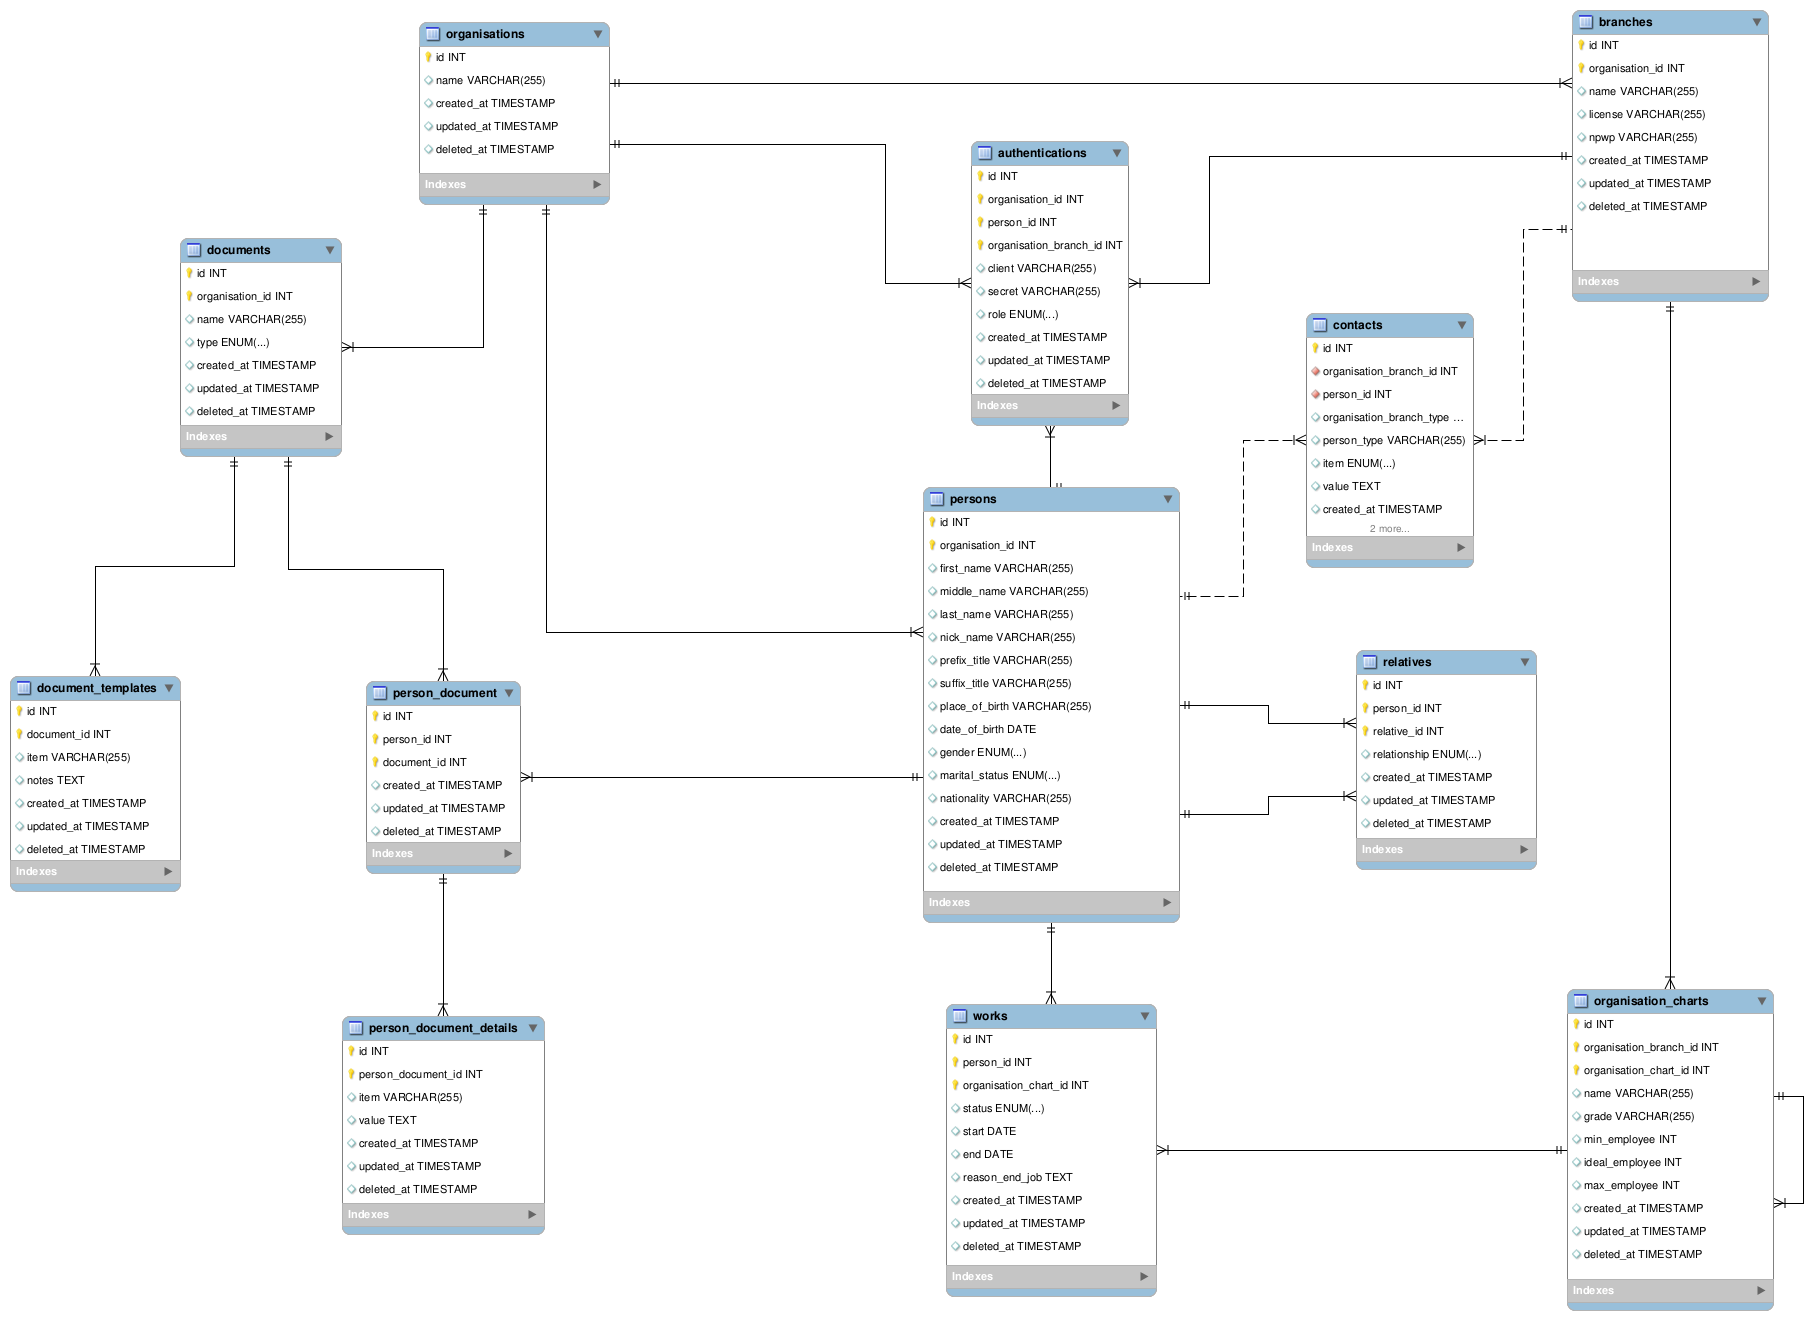 organisations
id INT
name VARCHAR(255)
created_at TIMESTAMP
updated_at TIMESTAMP
deleted_at TIMESTAMP
Indexes
branches
id INT
organisation_id INT
name VARCHAR(255)
license VARCHAR(255)
npwp VARCHAR(255)
created_at TIMESTAMP
updated_at TIMESTAMP
deleted_at TIMESTAMP
Indexes
authentications
id INT
organisation_id INT
person_id INT
organisation_branch_id INT
client VARCHAR(255)
secret VARCHAR(255)
role ENUM(...)
created_at TIMESTAMP
updated_at TIMESTAMP
deleted_at TIMESTAMP
Indexes
documents
id INT
organisation_id INT
name VARCHAR(255)
type ENUM(...)
created_at TIMESTAMP
updated_at TIMESTAMP
deleted_at TIMESTAMP
Indexes
contacts
id INT
organisation_branch_id INT
person_id INT
organisation_branch_type ...
person_type VARCHAR(255)
item ENUM(...)
value TEXT
created_at TIMESTAMP
2 more...
Indexes
persons
id INT
organisation_id INT
first_name VARCHAR(255)
middle_name VARCHAR(255)
last_name VARCHAR(255)
nick_name VARCHAR(255)
prefix_title VARCHAR(255)
suffix_title VARCHAR(255)
place_of_birth VARCHAR(255)
date_of_birth DATE
gender ENUM(...)
marital_status ENUM(...)
nationality VARCHAR(255)
created_at TIMESTAMP
updated_at TIMESTAMP
deleted_at TIMESTAMP
Indexes
relatives
id INT
person_id INT
relative_id INT
relationship ENUM(...)
created_at TIMESTAMP
updated_at TIMESTAMP
deleted_at TIMESTAMP
Indexes
document_templates
id INT
document_id INT
item VARCHAR(255)
notes TEXT
created_at TIMESTAMP
updated_at TIMESTAMP
deleted_at TIMESTAMP
Indexes
person_document
id INT
person_id INT
document_id INT
created_at TIMESTAMP
updated_at TIMESTAMP
deleted_at TIMESTAMP
Indexes
person_document_details
id INT
person_document_id INT
item VARCHAR(255)
value TEXT
created_at TIMESTAMP
updated_at TIMESTAMP
deleted_at TIMESTAMP
Indexes
works
id INT
person_id INT
organisation_chart_id INT
status ENUM(...)
start DATE
end DATE
reason_end_job TEXT
created_at TIMESTAMP
updated_at TIMESTAMP
deleted_at TIMESTAMP
Indexes
organisation_charts
id INT
organisation_branch_id INT
organisation_chart_id INT
name VARCHAR(255)
grade VARCHAR(255)
min_employee INT
ideal_employee INT
max_employee INT
created_at TIMESTAMP
updated_at TIMESTAMP
deleted_at TIMESTAMP
Indexes